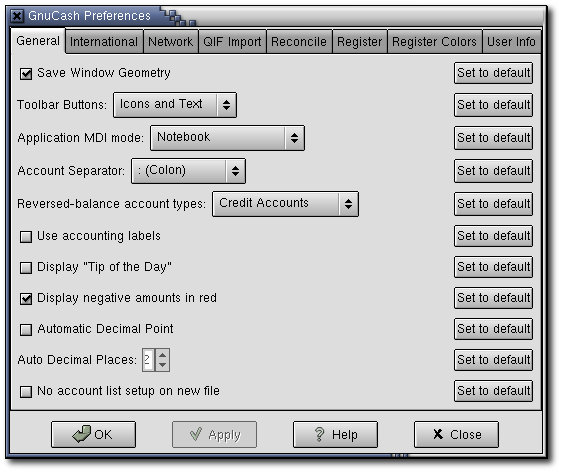 GnuCash Preferences
General International Network QIF Import Reconcile Register Register Colors User Info
Save Window Geometry Set to default
Toolbar Buttons: Icons and Text Set to default
Application MDI mode: Notebook Set to default
Account Separator: : (Colon) Set to default
Reversed-balance account types: Credit Accounts Set to default
Use accounting labels Set to default
Display "Tip of the Day" Set to default
Display negative amounts in red Set to default
Automatic Decimal Point Set to default
Auto Decimal Places: 2 Set to default
No account list setup on new file Set to default
OK Apply Help Close